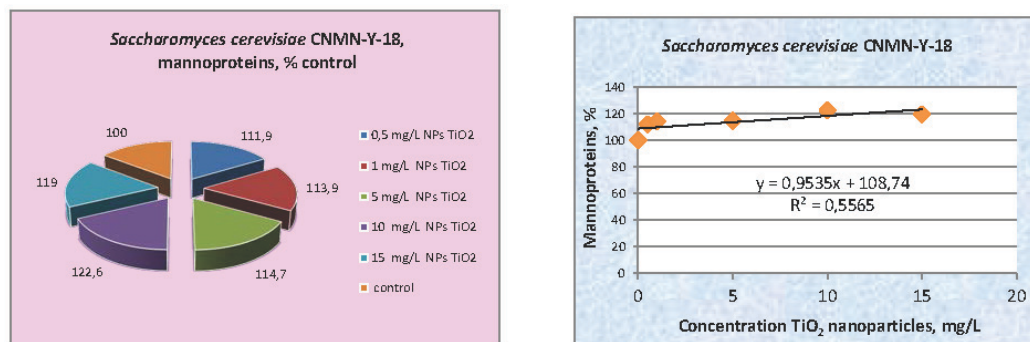 Saccharomyces cerevisiae CNMN-Y-18,
mannoproteins, % control
100
111,9
119
113,9
122,6
114,7
0,5 mg/L NPs TiO2
1 mg/L NPs TiO2
5 mg/L NPs TiO2
10 mg/L NPs TiO2
15 mg/L NPs TiO2
control
Saccharomyces cerevisiae CNMN-Y-18
Mannoproteins, %
140
120
100
80
60
40
20
0
y = 0,9535x + 108,74
R² = 0,5565
0 5 10 15 20
Concentration TiO₂ nanoparticles, mg/L